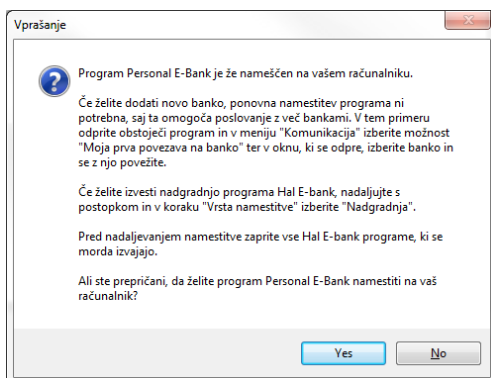 Vprašanje
Program Personal E-Bank je že nameščen na vašem računalniku.
Če želite dodati novo banko, ponovna namestitev programa ni
potrebna, saj ta omogoča poslovanje z več bankami. V tem primeru
odprite obstoječi program in v meniju "Komunikacija" izberite možnost
"Moja prva povezava na banko" ter v oknu, ki se odpre, izberite banko in
se z njo povežite.
Če želite izvesti nadgradnjo programa Hal E-bank, nadaljujte s
postopkom in v koraku "Vrsta namestitve" izberite "Nadgradnja".
Pred nadaljevanjem namestitve zaprite vse Hal E-bank programe, ki se
morda izvajajo.
Ali ste prepričani, da želite program Personal E-Bank namestiti na vaš
računalnik?
Yes No